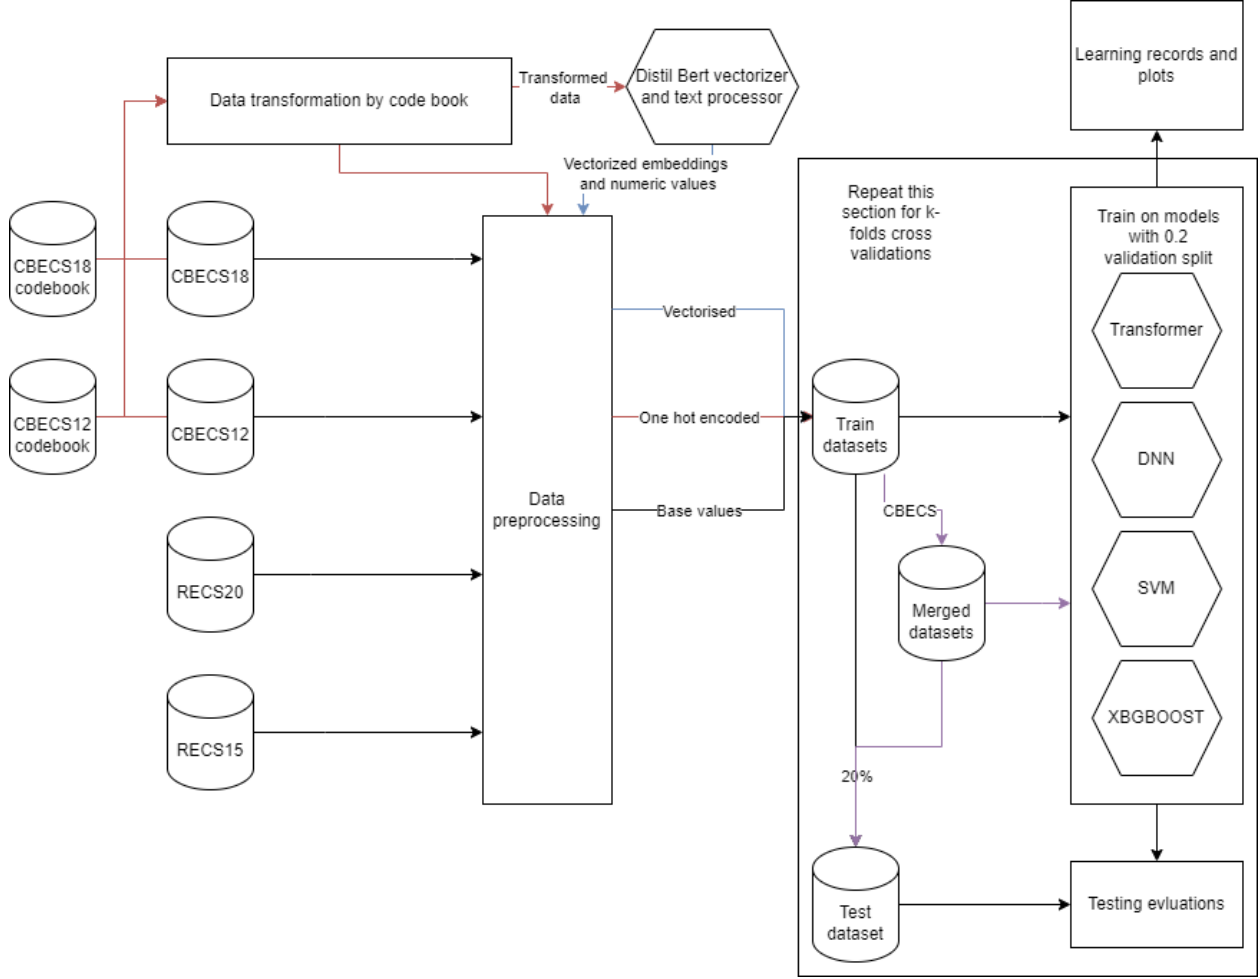 Learning records and
plots
Data transformation by code book
Transformed
data
Distil Bert vectorizer
and text processor
Vectorized embeddings
and numeric values
Repeat this
section for k-
folds cross
validations
Train on models
with 0.2
validation split
CBECS18
codebook
CBECS18
Vectorised
Transformer
CBECS12
codebook
CBECS12
One hot encoded
Train
datasets
DNN
Data
preprocessing
Base values
CBECS
RECS20
Merged
datasets
SVM
RECS15
XBGBOOST
20%
Test
dataset
Testing evluations